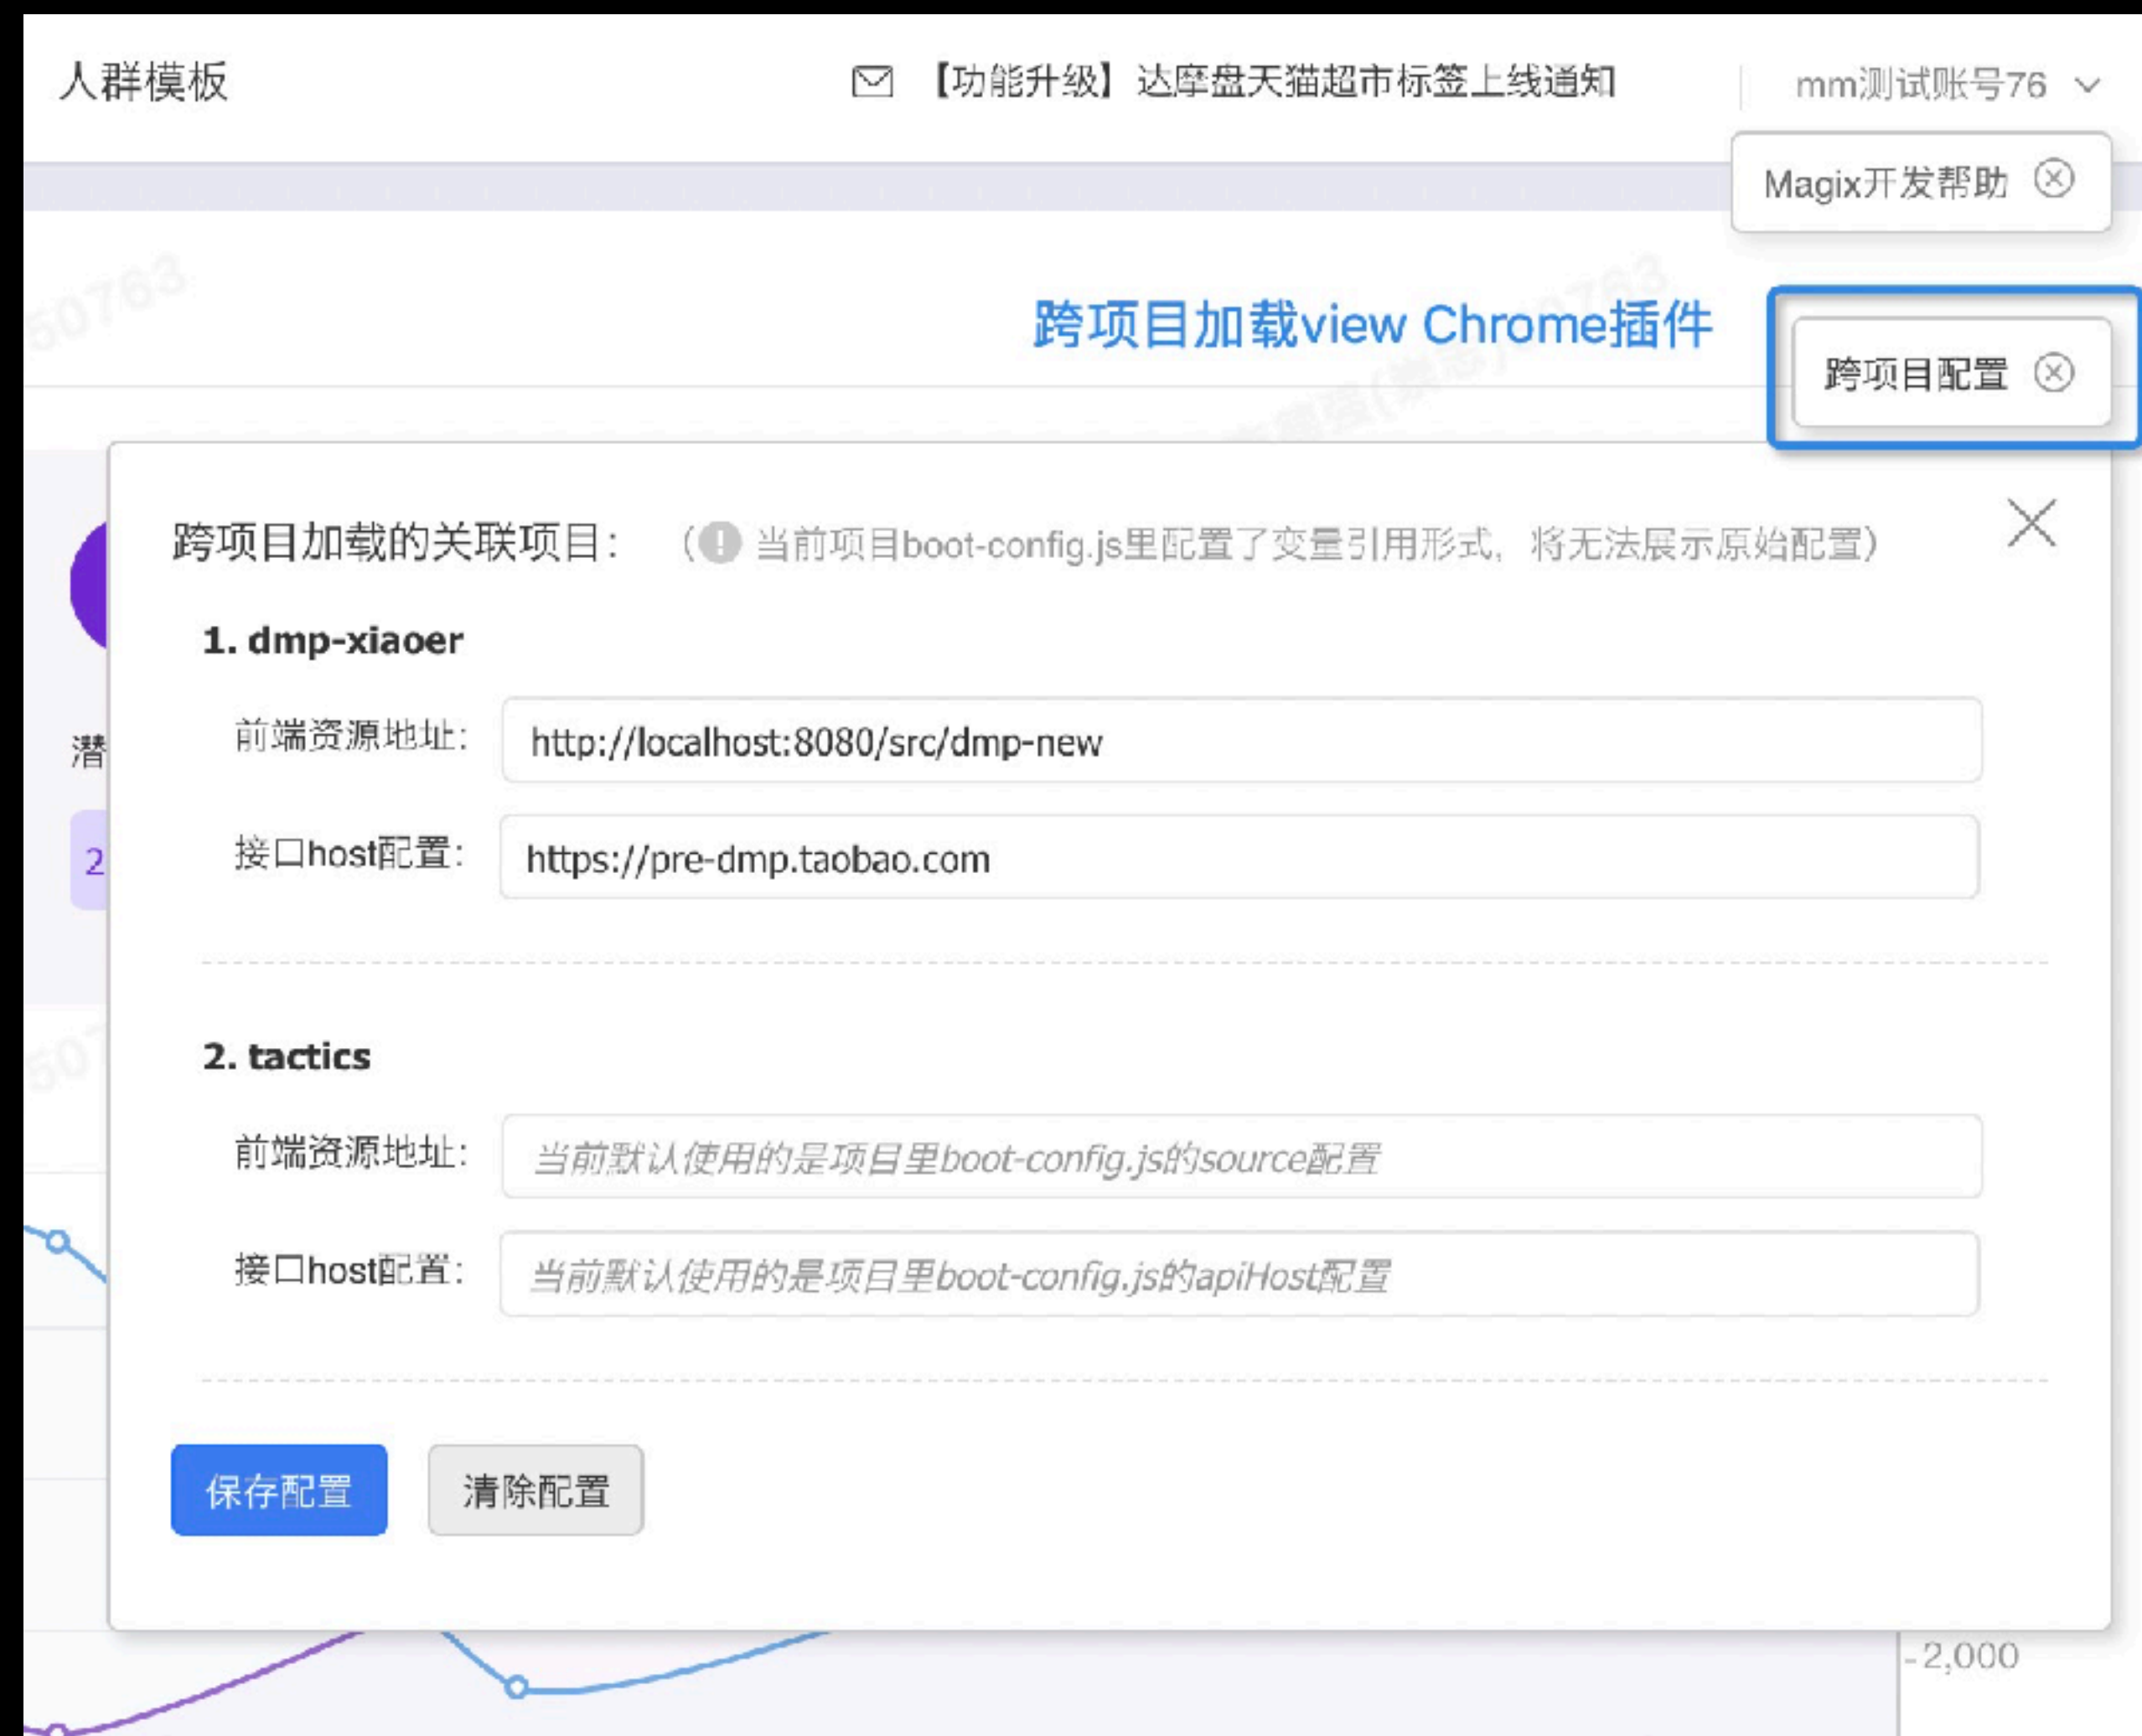 人群模板
【功能升级】达摩盘天猫超市标签上线通知
mm测试账号76
Magix开发帮助
50763
跨项目加载view Chrome插件
跨项目配置
跨项目加载的关联项目：
（! 当前项目boot-config.js里配置了变量引用形式，将无法展示原始配置）
1. dmp-xiaoer
前端资源地址：
http://localhost:8080/src/dmp-new
潜
接口host配置：
https://pre-dmp.taobao.com
2
2. tactics
507
前端资源地址：
当前默认使用的是项目里boot-config.js的source配置
接口host配置：
当前默认使用的是项目里boot-config.js的apiHost配置
保存配置
清除配置
2,000